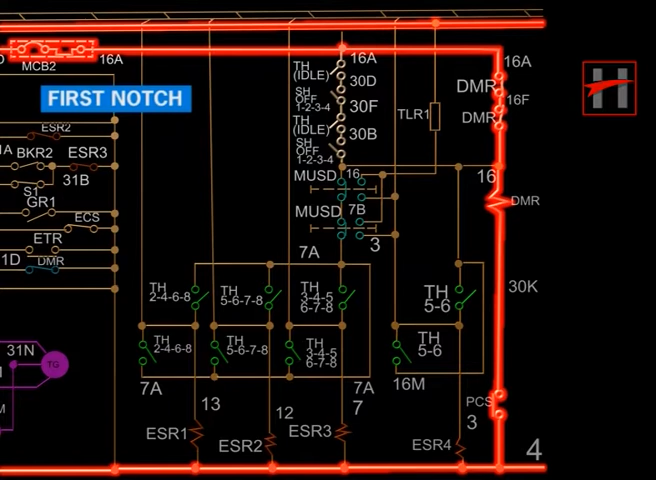 MCB2
16A
FIRST NOTCH
ESR2
BKR2
ESR3
31B
S1
GR1
ECS
ETR
1D
DMR
31N
TG
TH
(IDLE)
16A
30D
SH
OFF
1-2-3-4
30F
TH
(IDLE)
30B
SH
OFF
1-2-3-4
MUSD
16
MUSD
7B
3
TLR1
16A
DMR
16F
DMR
16
DMR
30K
PCS
7A
TH
2-4-6-8
TH
5-6-7-8
TH
3-4-5
6-7-8
TH
5-6
TH
2-4-6-8
TH
5-6-7-8
TH
3-4-5
6-7-8
TH
5-6
7A
7A
16M
13
12
7
3
ESR1
ESR2
ESR3
ESR4
4
H